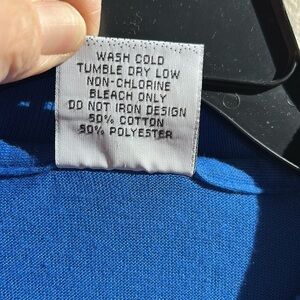 WASH COLD
TUMBLE DRY LOW
NON-CHLORINE
BLEACH ONLY
DO NOT IRON DESIGN
50% COTTON
50% POLYESTER